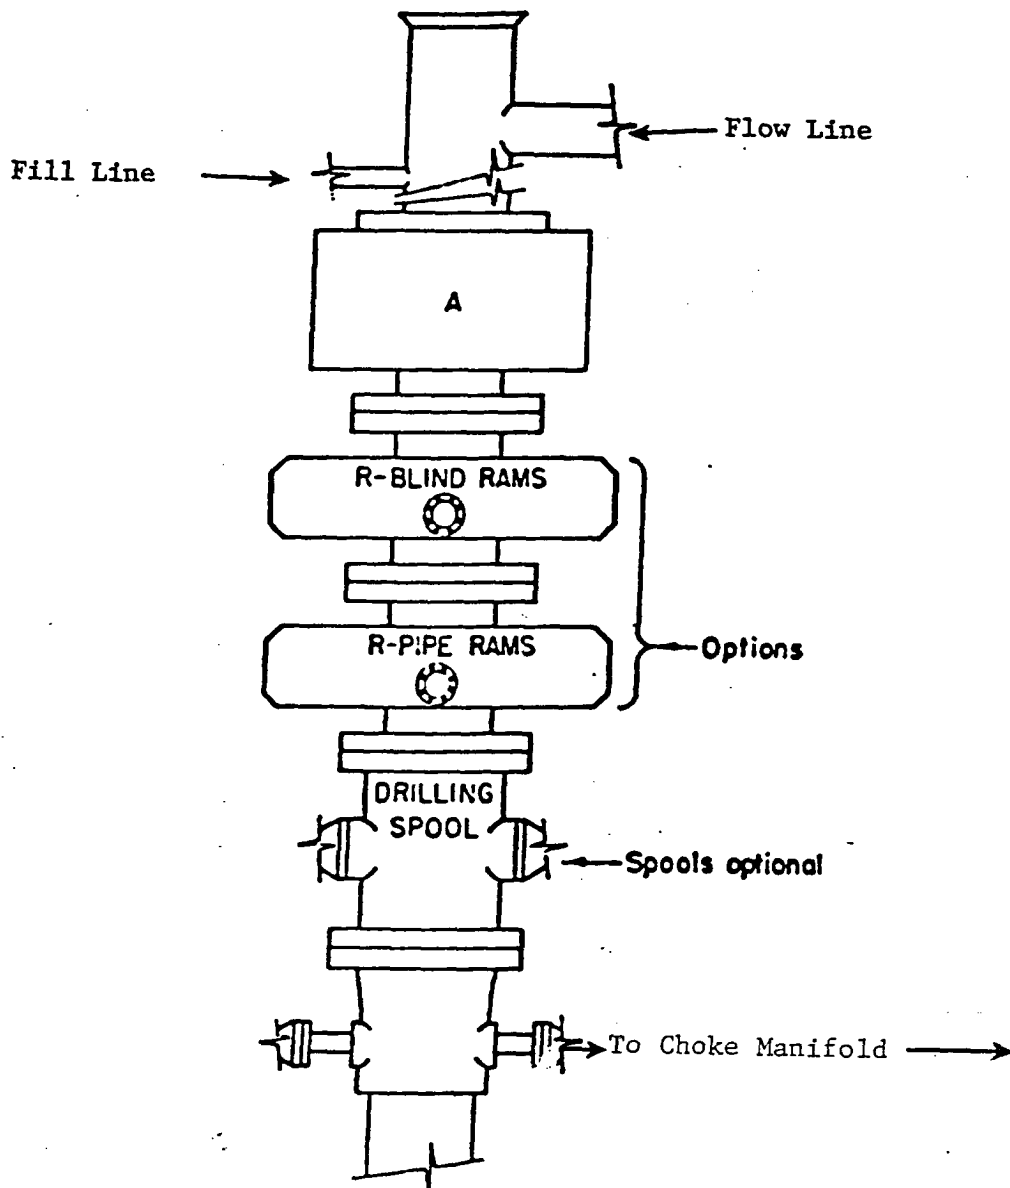 Flow Line
Fill Line
A
R-BLIND RAMS
R-PIPE RAMS
Options
DRILLING
SPOOL
Spools optional
To Choke Manifold